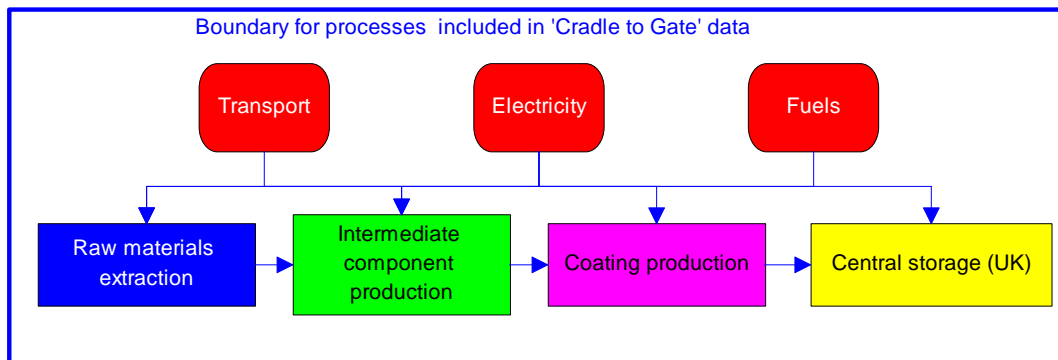 Boundary for processes included in 'Cradle to Gate' data
Transport
Electricity
Fuels
Raw materials
extraction
Intermediate
component
production
Coating production
Central storage (UK)